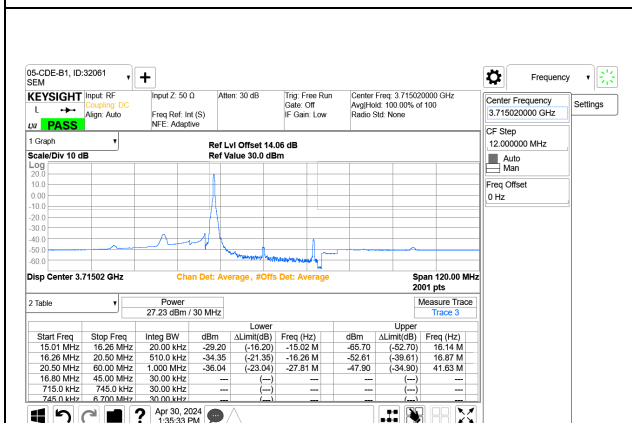 05-CDE-B1, ID:32061
SEM
+
Frequency
KEYSIGHT
L
LXI PASS
Input: RF
Coupling: DC
Align: Auto
Input Z: 50 Ω
Freq Ref: Int (S)
NFE: Adaptive
Atten: 30 dB
Trig: Free Run
Gate: Off
IF Gain: Low
Center Freq: 3.715020000 GHz
Avg|Hold: 100.00% of 100
Radio Std: None
Center Frequency
3.715020000 GHz
Settings
CF Step
12.000000 MHz
Auto
Man
Freq Offset
0 Hz
1 Graph
Scale/Div 10 dB
Ref Lvl Offset 14.06 dB
Ref Value 30.0 dBm
Log
20.0
10.0
0.00
-10.0
-20.0
-30.0
-40.0
-50.0
-60.0
Disp Center 3.71502 GHz
Chan Det: Average , #Offs Det: Average
Span 120.00 MHz
2001 pts
2 Table
Power
27.23 dBm / 30 MHz
Measure Trace
Trace 3
Lower Upper
Start Freq Stop Freq Integ BW dBm ΔLimit(dB) Freq (Hz) dBm ΔLimit(dB) Freq (Hz)
15.01 MHz 16.26 MHz 20.00 kHz -29.20 (-16.20) -15.02 M -65.70 (-52.70) 16.14 M
16.26 MHz 20.50 MHz 510.0 kHz -34.35 (-21.35) -16.26 M -52.61 (-39.61) 16.87 M
20.50 MHz 60.00 MHz 1.000 MHz -36.04 (-23.04) -27.81 M -47.90 (-34.90) 41.63 M
16.80 MHz 45.00 MHz 30.00 kHz --- (---) --- (---)
715.0 kHz 745.0 kHz 30.00 kHz --- (---) --- (---)
745.0 kHz 6.700 MHz 30.00 kHz --- (---) --- (---)
?
Apr 30, 2024
1:35:33 PM